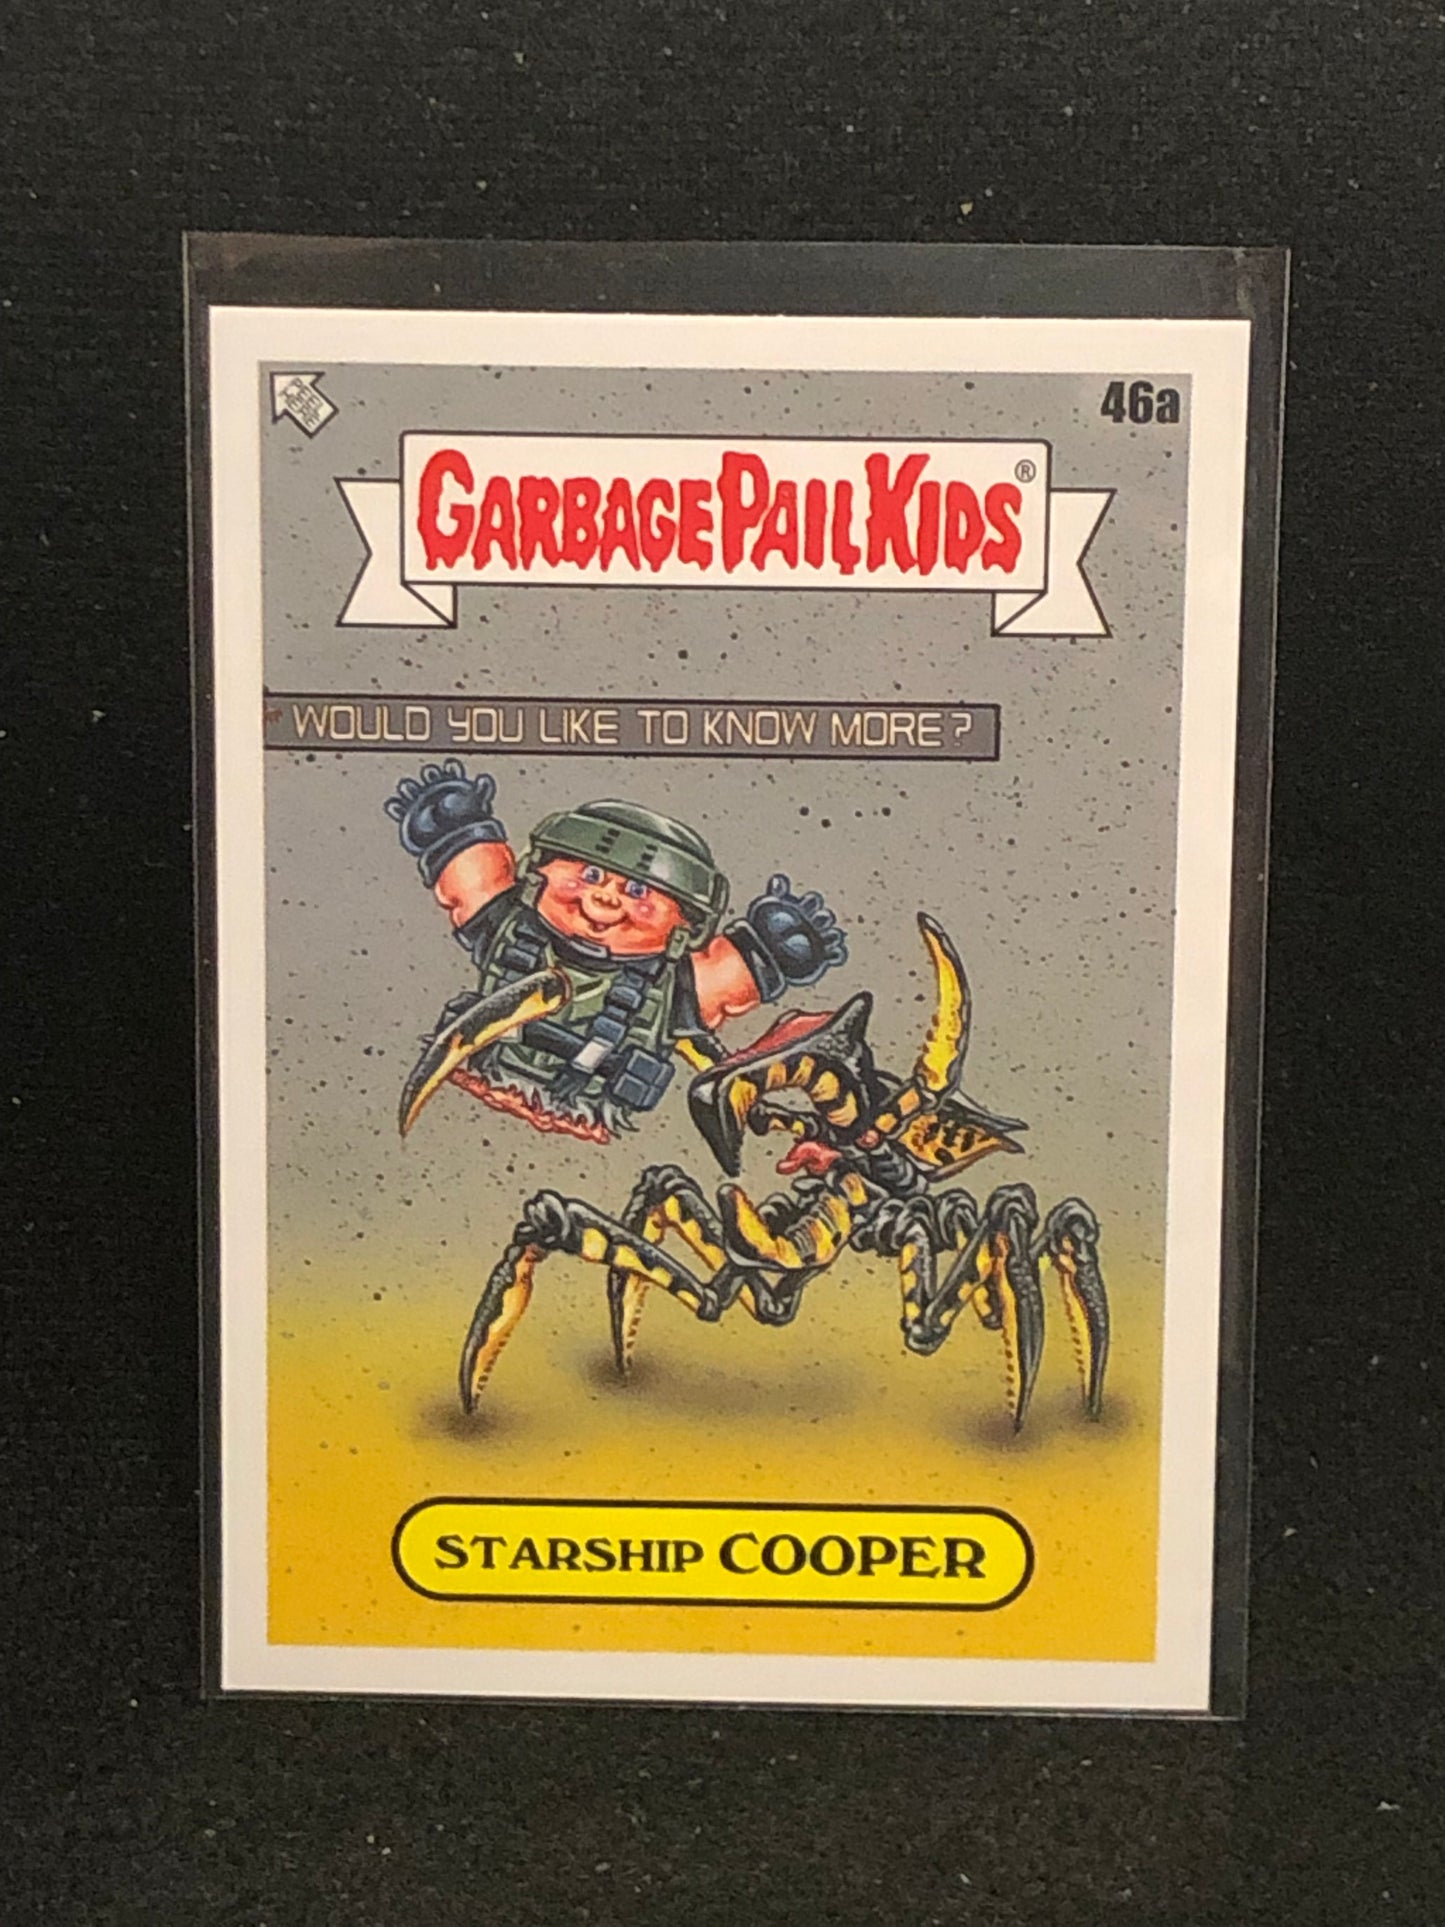 46a
GARBAGE PAIL KIDS®
WOULD YOU LIKE TO KNOW MORE?
STARSHIP COOPER